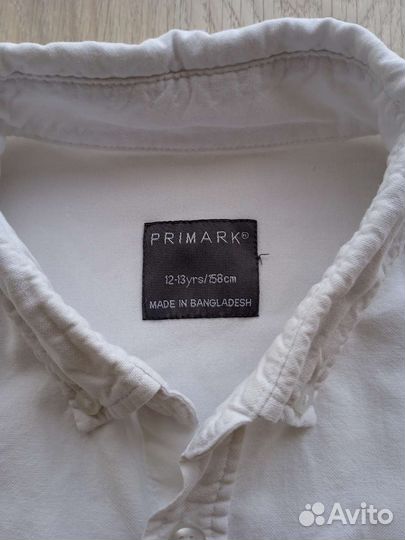 PRIMARK®
12-13yrs/158cm
MADE IN BANGLADESH
Avito